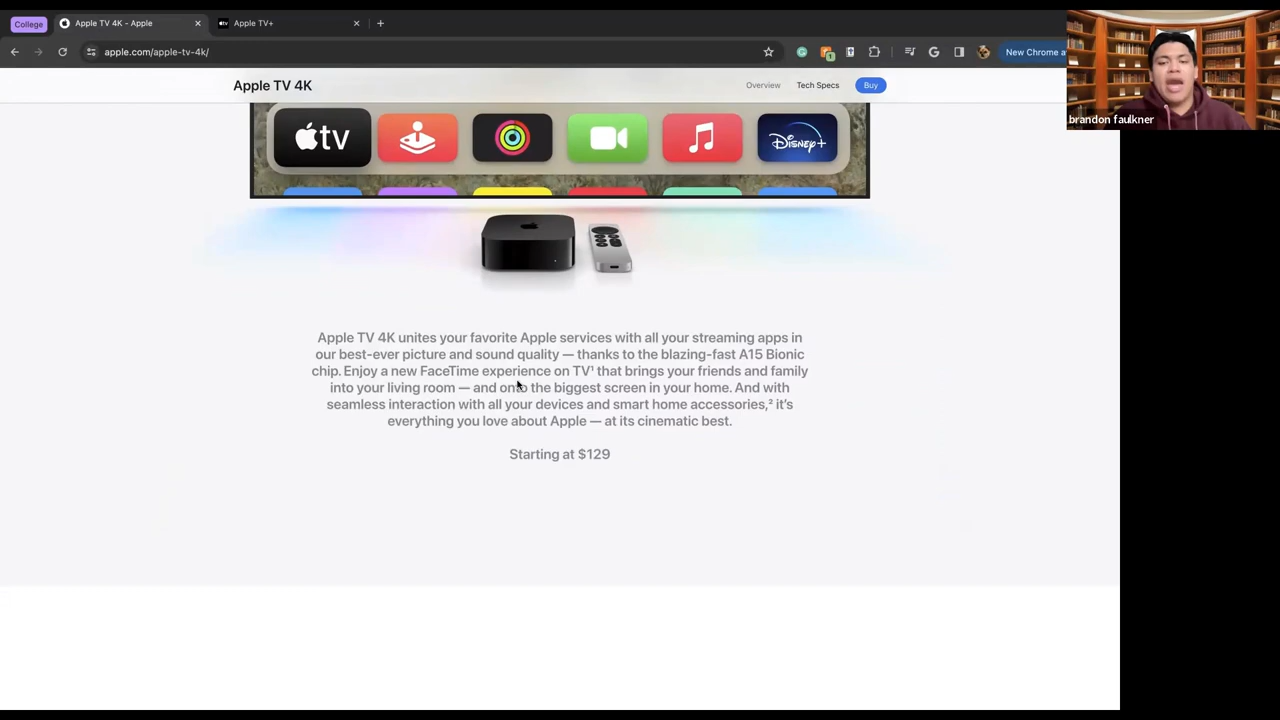 College
Apple TV 4K - Apple
Apple TV+
apple.com/apple-tv-4k/
New Chrome a
brandon faulkner
Apple TV 4K
Overview
Tech Specs
Buy
tv
Disney+
Apple TV 4K unites your favorite Apple services with all your streaming apps in
our best-ever picture and sound quality — thanks to the blazing-fast A15 Bionic
chip. Enjoy a new FaceTime experience on TV¹ that brings your friends and family
into your living room — and onto the biggest screen in your home. And with
seamless interaction with all your devices and smart home accessories,² it's
everything you love about Apple — at its cinematic best.
Starting at $129